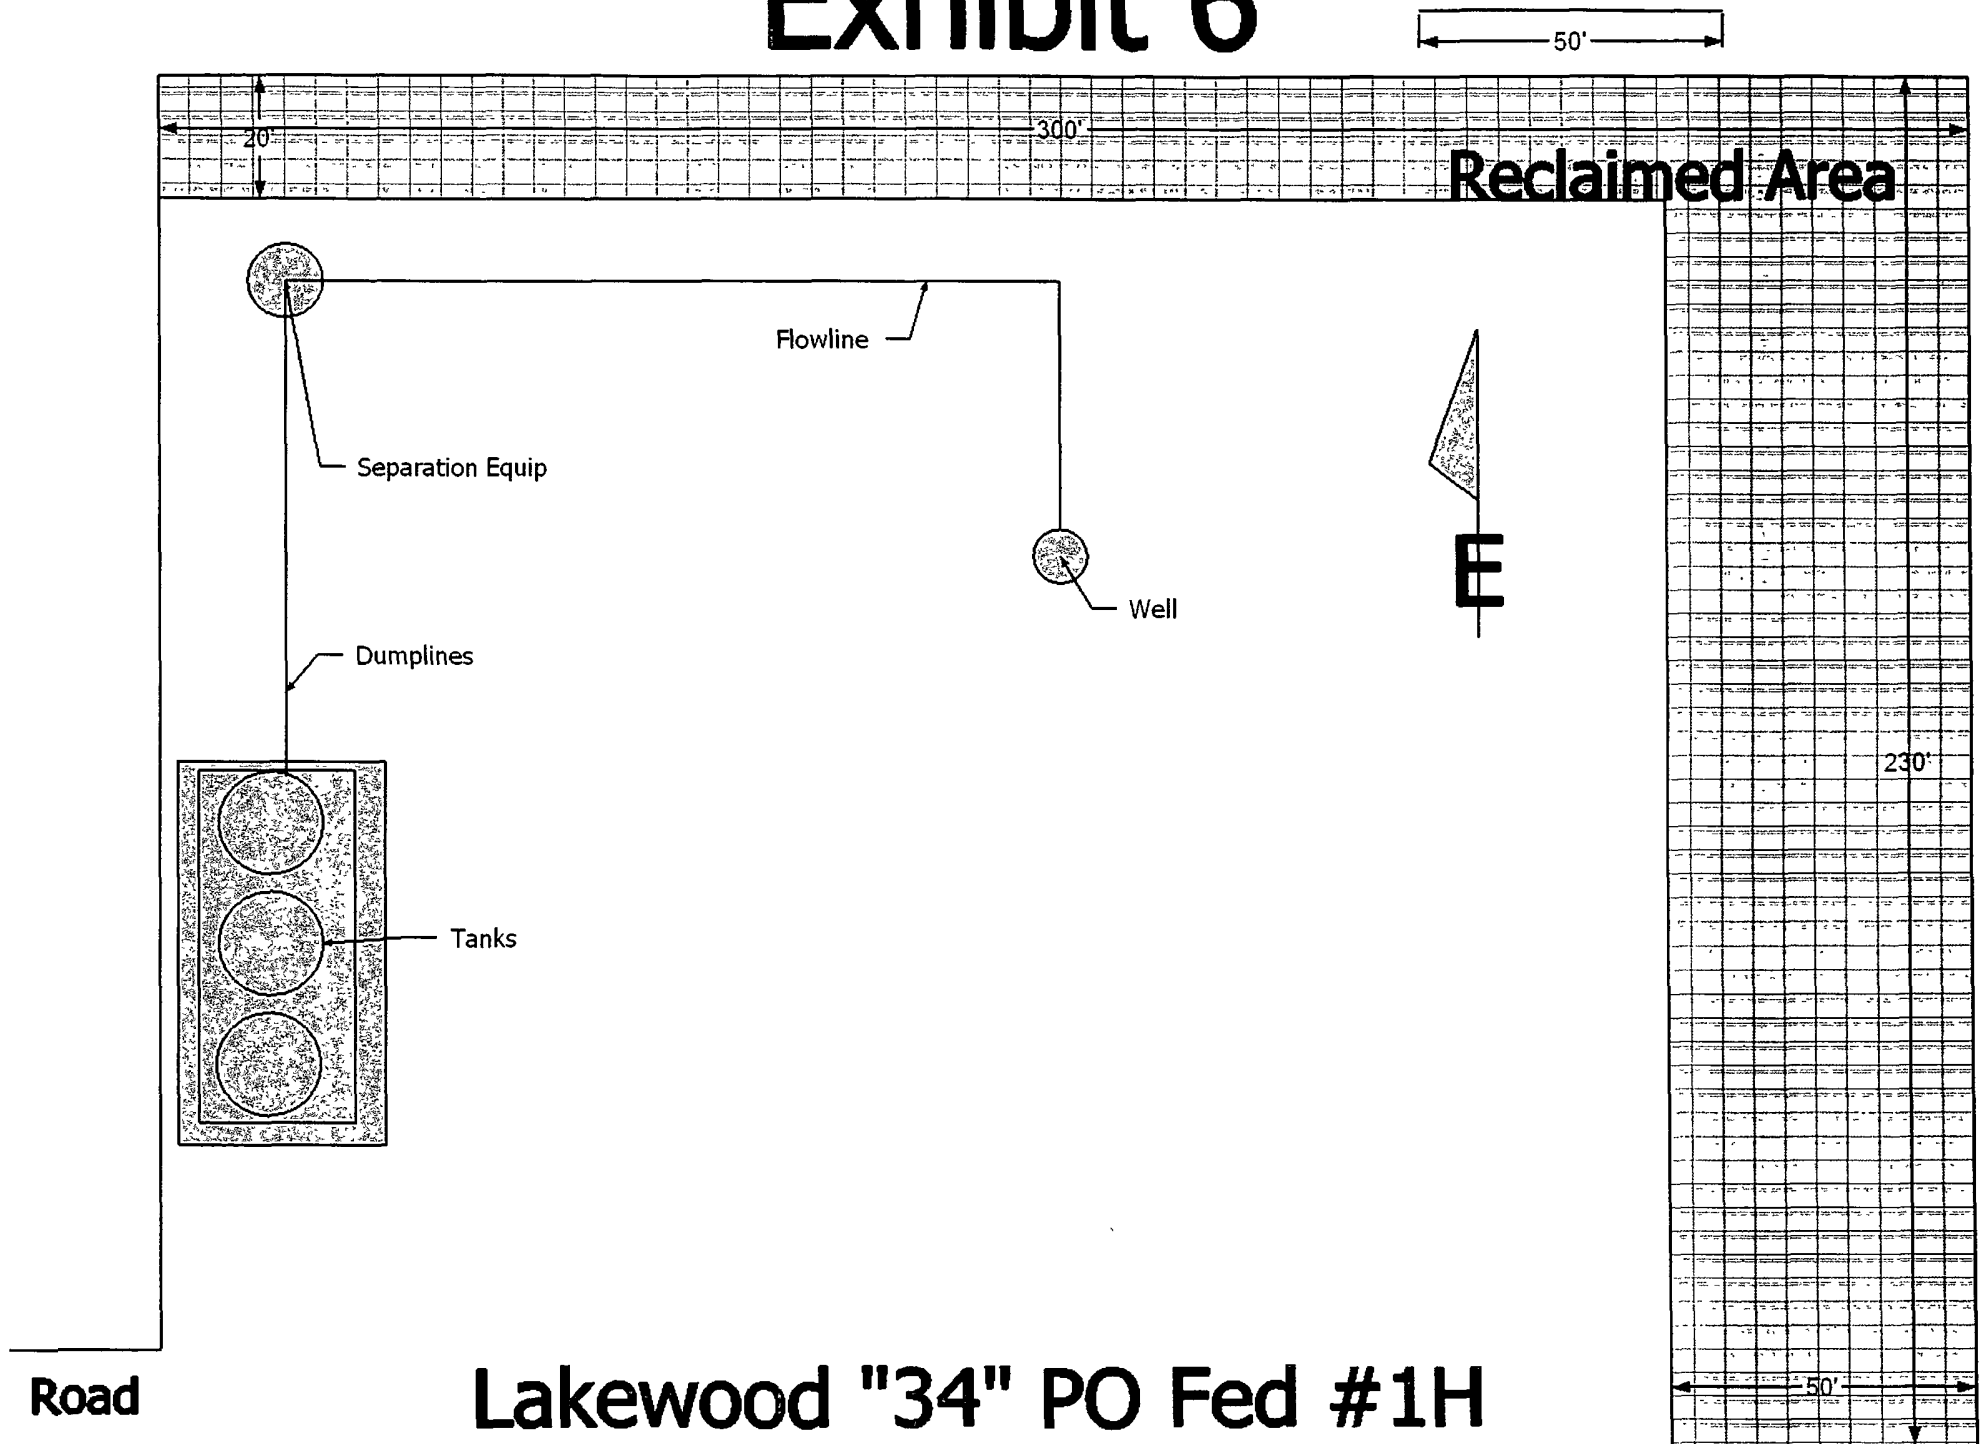 Exhibit 6
50'
20'
300'
Reclaimed Area
Flowline
Separation Equip
E
Well
Dumplines
230'
Tanks
50'
Road
Lakewood "34" PO Fed #1H